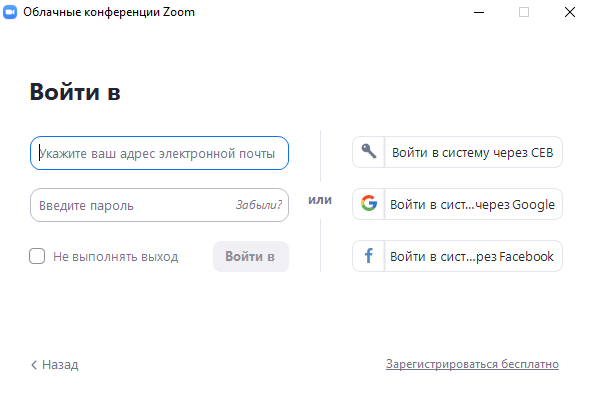 Облачные конференции Zoom
Войти в
Укажите ваш адрес электронной почты
Введите пароль
Забыли?
Не выполнять выход
Войти в
или
Войти в систему через СЕВ
Войти в сист...через Google
Войти в сист...рез Facebook
Назад
Зарегистрироваться бесплатно